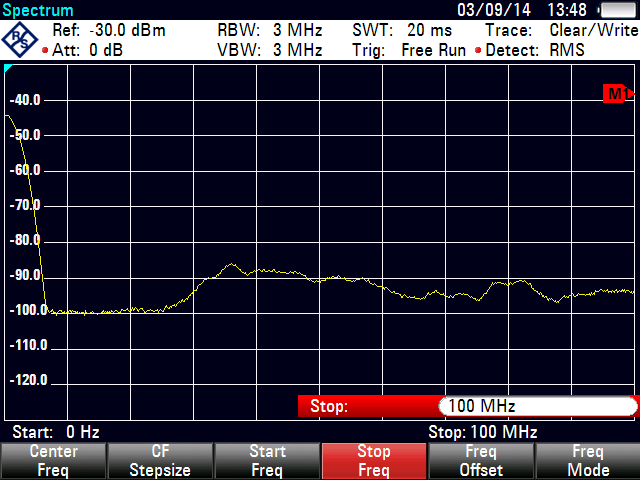 Spectrum 03/09/14 13:48
Ref: -30.0 dBm RBW: 3 MHz SWT: 20 ms Trace: Clear/Write
Att: 0 dB VBW: 3 MHz Trig: Free Run Detect: RMS
R&S
M1
-40.0
-50.0
-60.0
-70.0
-80.0
-90.0
-100.0
-110.0
-120.0
Stop: 100 MHz
Start: 0 Hz Stop: 100 MHz
Center Freq CF Stepsize Start Freq Stop Freq Freq Offset Freq Mode